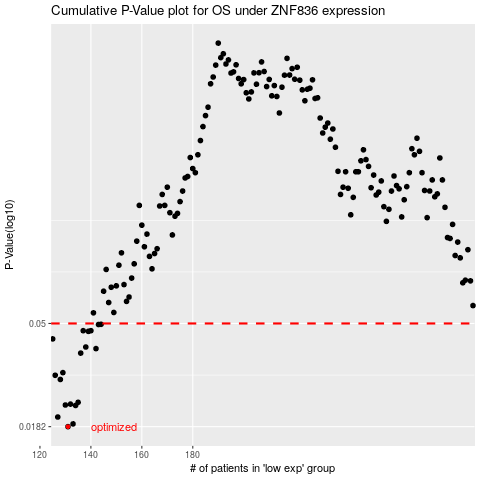 Cumulative P-Value plot for OS under ZNF836 expression
P-Value(log10)
0.05
0.0182
optimized
120 140 160 180
# of patients in 'low exp' group